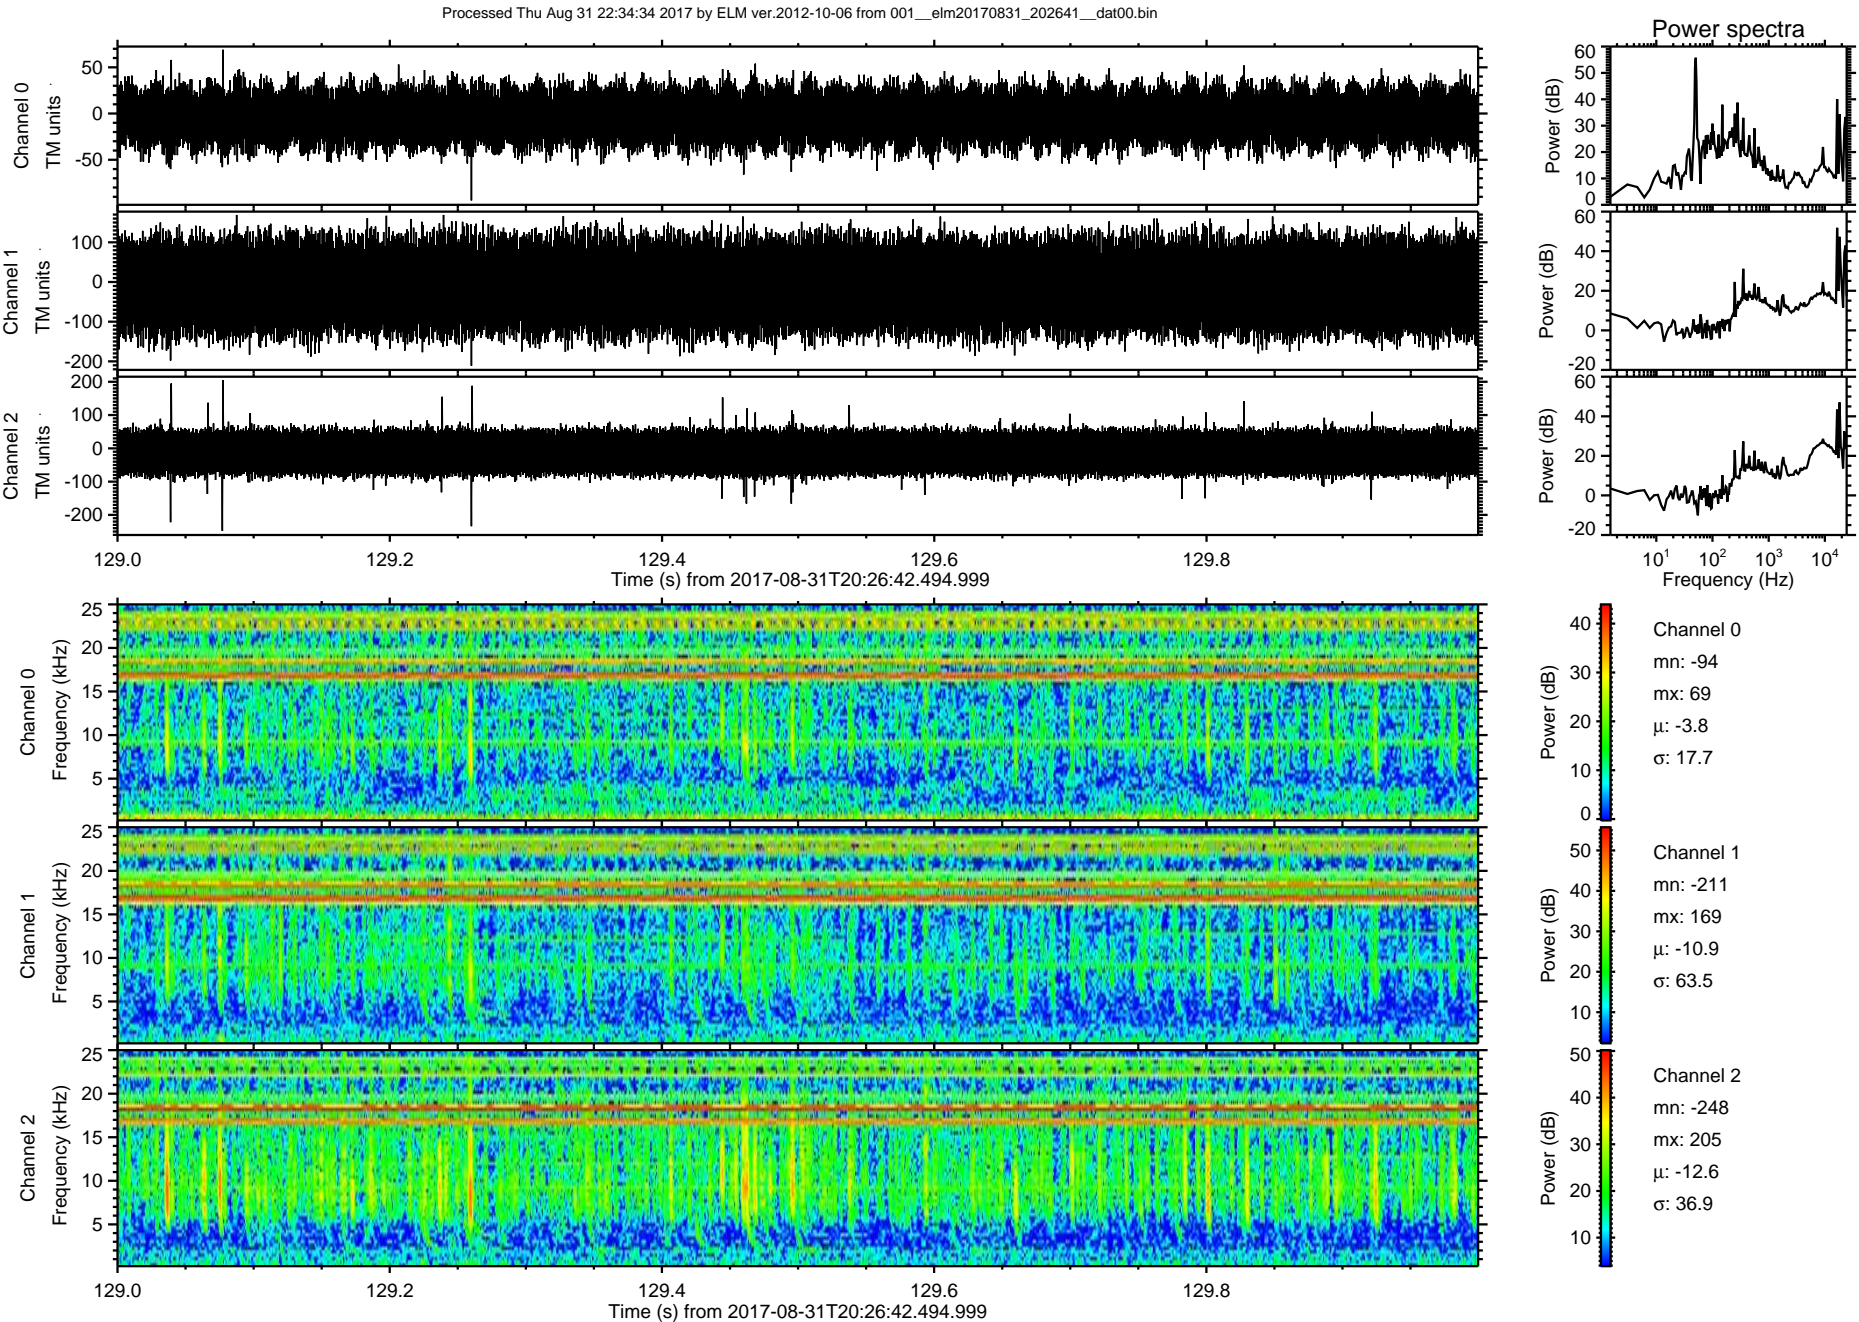 Processed Thu Aug 31 22:34:34 2017 by ELM ver.2012-10-06 from 001__elm20170831_202641__dat00.bin
Power spectra
Channel 0
TM units
50
0
-50
Power (dB)
60
50
40
30
20
10
0
Channel 1
TM units
100
0
-100
-200
Power (dB)
60
40
20
0
-20
Channel 2
TM units
200
100
0
-100
-200
Power (dB)
60
40
20
0
-20
129.0
129.2
129.4
129.6
129.8
Time (s) from 2017-08-31T20:26:42.494.999
10¹
10²
10³
10⁴
Frequency (Hz)
Channel 0
Frequency (kHz)
25
20
15
10
5
Power (dB)
40
30
20
10
0
Channel 0
mn: -94
mx: 69
μ: -3.8
σ: 17.7
Channel 1
Frequency (kHz)
25
20
15
10
5
Power (dB)
50
40
30
20
10
Channel 1
mn: -211
mx: 169
μ: -10.9
σ: 63.5
Channel 2
Frequency (kHz)
25
20
15
10
5
Power (dB)
50
40
30
20
10
Channel 2
mn: -248
mx: 205
μ: -12.6
σ: 36.9
129.0
129.2
129.4
129.6
129.8
Time (s) from 2017-08-31T20:26:42.494.999